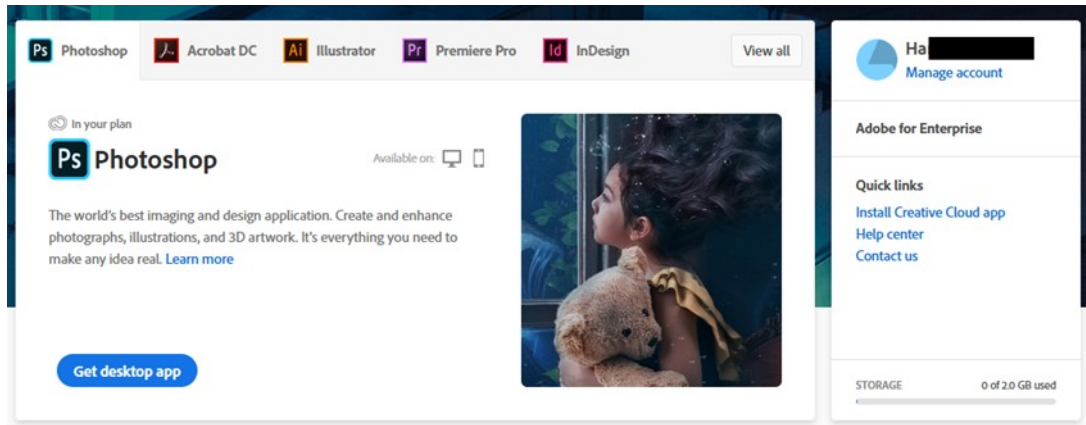 Ps Photoshop
Acrobat DC
Ai Illustrator
Pr Premiere Pro
Id InDesign
View all
In your plan
Ps Photoshop
Available on:
The world's best imaging and design application. Create and enhance
photographs, illustrations, and 3D artwork. It's everything you need to
make any idea real. Learn more
Get desktop app
Ha
Manage account
Adobe for Enterprise
Quick links
Install Creative Cloud app
Help center
Contact us
STORAGE 0 of 2.0 GB used